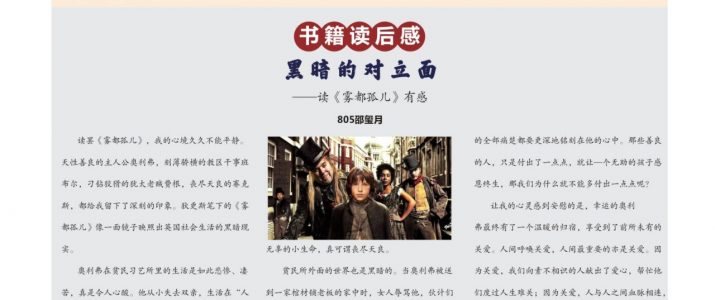 书籍读后感
黑暗的对立面
——读《雾都孤儿》有感
805邵玺月
读罢《雾都孤儿》，我的心境久久不能平静。
天性善良的主人公奥利弗，刻薄骄横的教区干事班
布尔，刁钻狡猾的犹太老贼费根，丧尽天良的塞克
斯，都给我留下了深刻的印象。狄更斯笔下的《雾
都孤儿》像一面镜子映照出英国社会生活的黑暗现
实。
奥利弗在贫民习艺所里的生活是如此悲惨、凄
苦，真是令人心酸。他从小失去双亲，生活在“人
无辜的小生命，真可谓丧尽天良。
贫民所外面的世界也是黑暗的。当奥利弗被送
到一家棺材铺老板的家中时，女人辱骂他，伙计们
的全部痛楚都要更深地铭刻在他的心中。那些善良
的人，只是付出了一点点，就让一个无助的孩子感
恩终生，那我们为什么就不能多付出一点点呢？
让我的心灵感到安慰的是，幸运的奥利
弗最终有了一个温暖的归宿，享受到了前所未有的
关爱。人间呼唤关爱，人间最重要的亦是关爱。因
为关爱，我们向素不相识的人献出了爱心，帮忙他
们度过人生难关；因为关爱，人与人之间血脉相连，